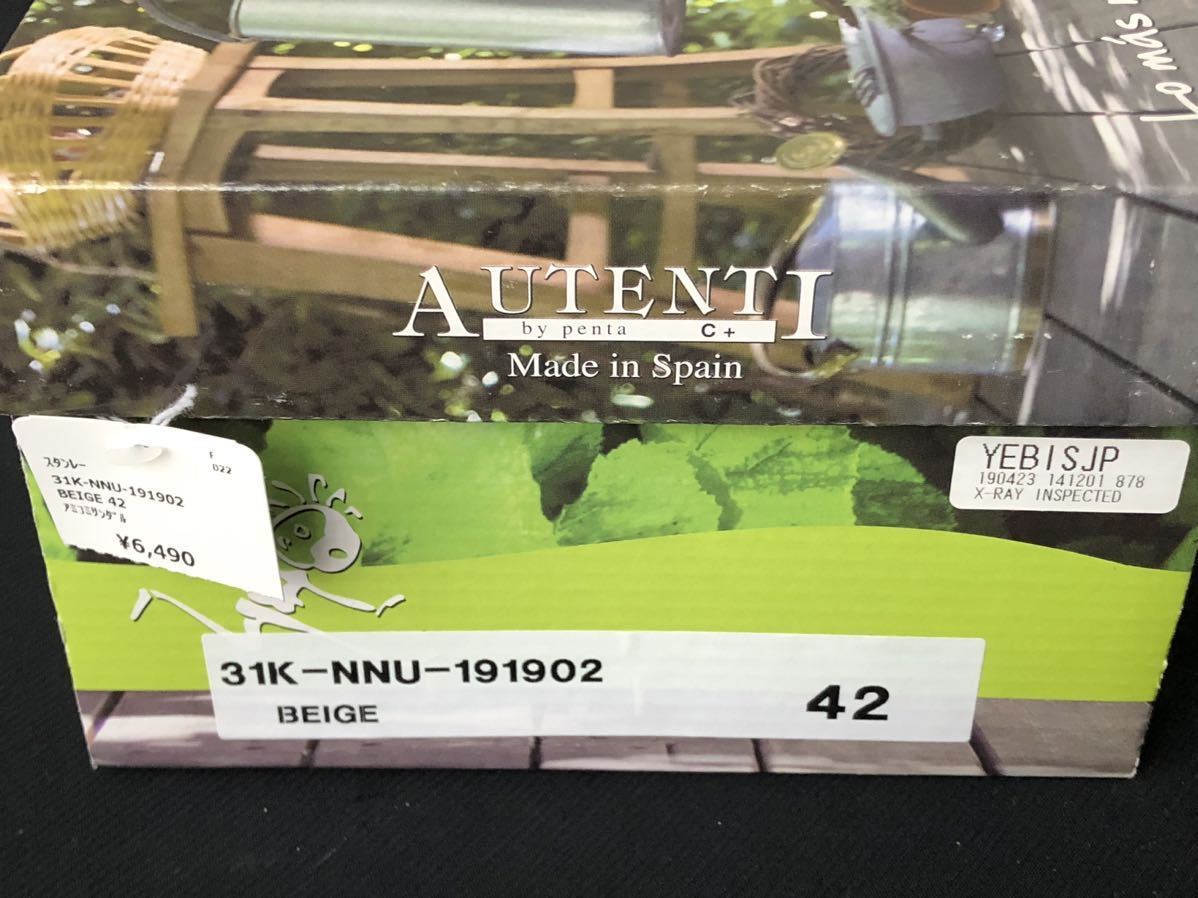 Lo más
AUTENTI
by penta C+
Made in Spain
スタンレー
F
022
31K-NNU-191902
BEIGE 42
アミコミサンダル
¥6,490
YEBISJP
190423 141201 878
X-RAY INSPECTED
31K-NNU-191902
BEIGE
42